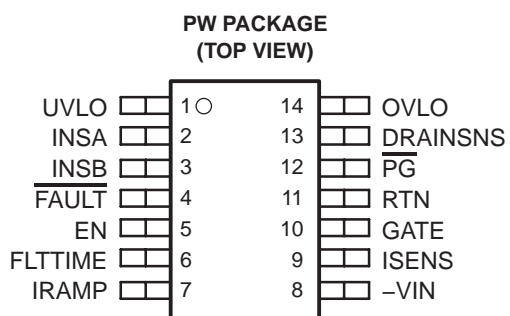 PW PACKAGE
(TOP VIEW)
UVLO 1 14 OVLO
INSA 2 13 DRAINSNS
INSB 3 12 PG
FAULT 4 11 RTN
EN 5 10 GATE
FLTTIME 6 9 ISENS
IRAMP 7 8 –VIN